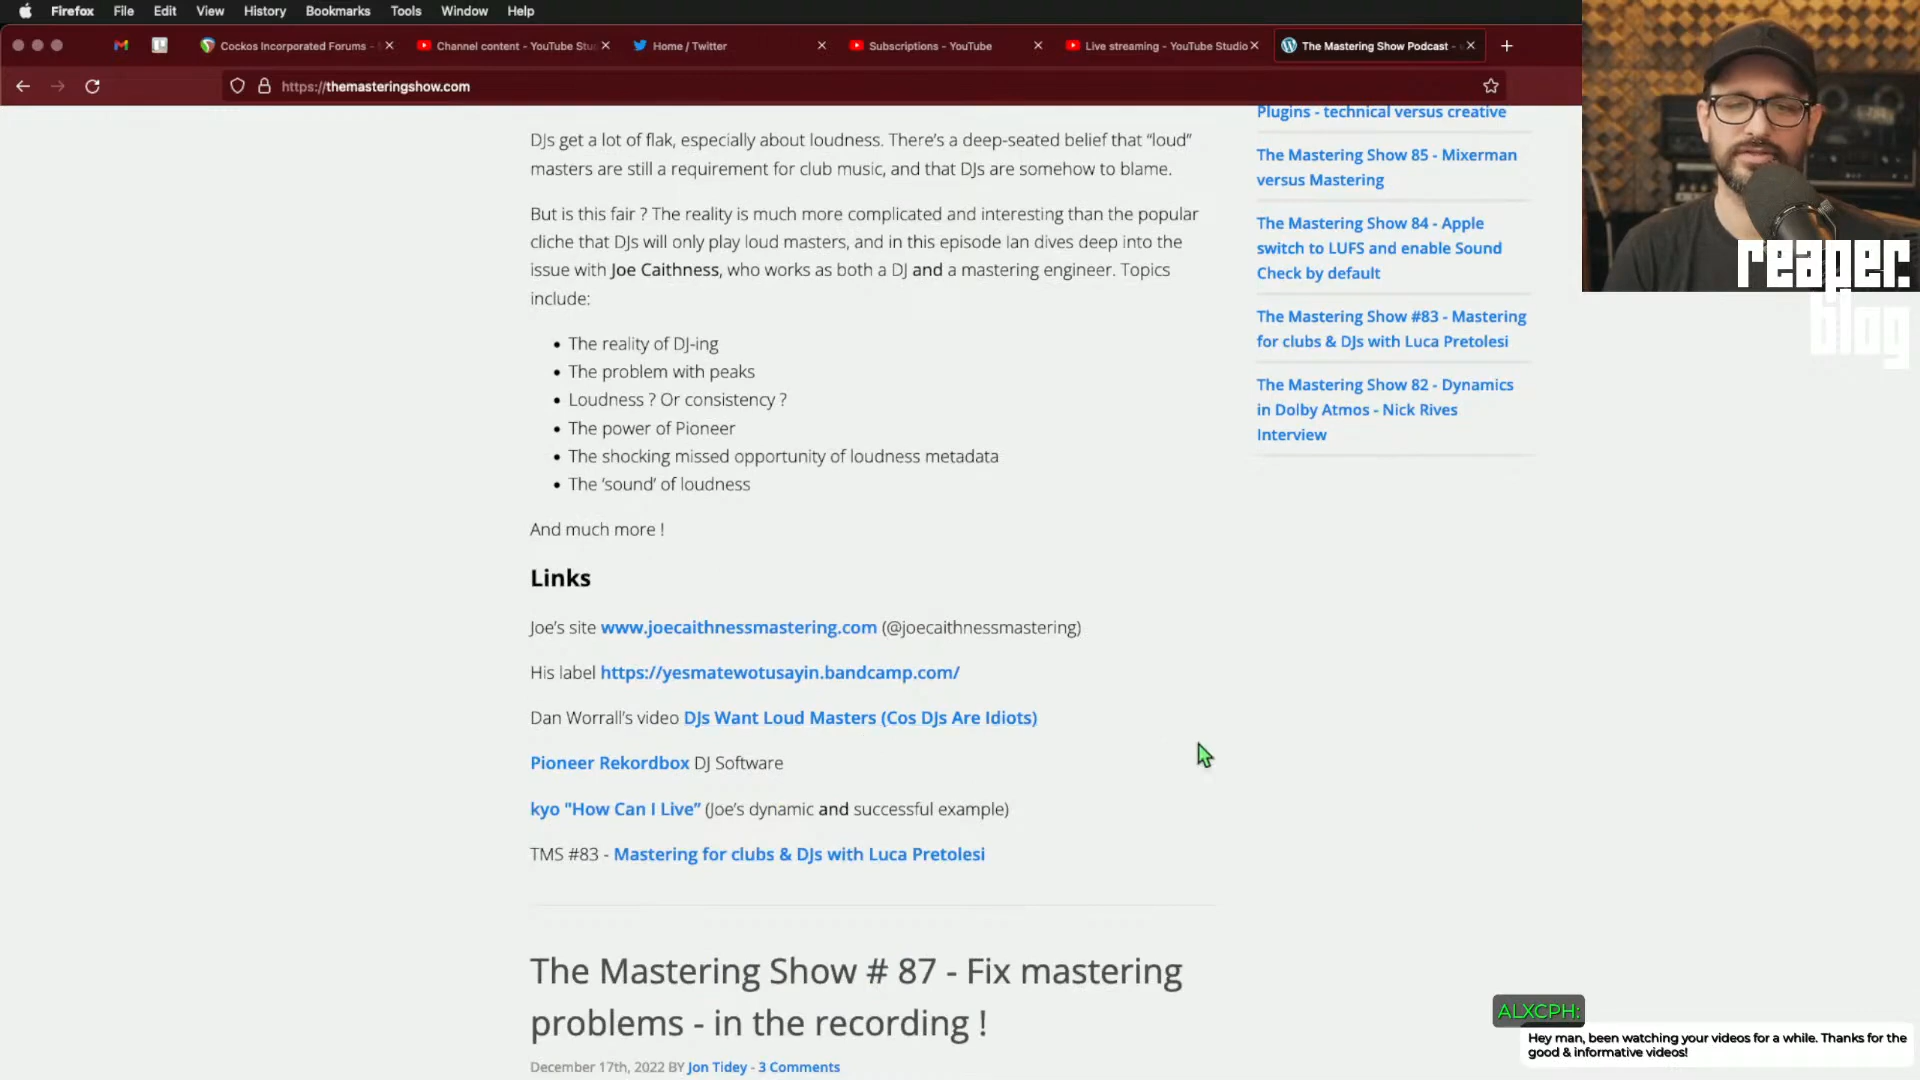 Firefox File Edit View History Bookmarks Tools Window Help
Cockos Incorporated Forums -
Channel content - YouTube Stu
Home / Twitter
Subscriptions - YouTube
Live streaming - YouTube Studio
The Mastering Show Podcast -
https://themasteringshow.com
DJs get a lot of flak, especially about loudness. There's a deep-seated belief that “loud”
masters are still a requirement for club music, and that DJs are somehow to blame.
But is this fair ? The reality is much more complicated and interesting than the popular
cliche that DJs will only play loud masters, and in this episode Ian dives deep into the
issue with Joe Caithness, who works as both a DJ and a mastering engineer. Topics
include:
• The reality of DJ-ing
• The problem with peaks
• Loudness ? Or consistency ?
• The power of Pioneer
• The shocking missed opportunity of loudness metadata
• The ‘sound’ of loudness
And much more !
Links
Joe's site www.joecaithnessmastering.com (@joecaithnessmastering)
His label https://yesmatewotusayin.bandcamp.com/
Dan Worrall's video DJs Want Loud Masters (Cos DJs Are Idiots)
Pioneer Rekordbox DJ Software
kyo "How Can I Live” (Joe's dynamic and successful example)
TMS #83 - Mastering for clubs & DJs with Luca Pretolesi
The Mastering Show # 87 - Fix mastering
problems - in the recording !
December 17th, 2022 BY Jon Tidey - 3 Comments
Plugins - technical versus creative
The Mastering Show 85 - Mixerman
versus Mastering
The Mastering Show 84 - Apple
switch to LUFS and enable Sound
Check by default
The Mastering Show #83 - Mastering
for clubs & DJs with Luca Pretolesi
The Mastering Show 82 - Dynamics
in Dolby Atmos - Nick Rives
Interview
reaper.
blog
ALXCPH:
Hey man, been watching your videos for a while. Thanks for the
good & informative videos!